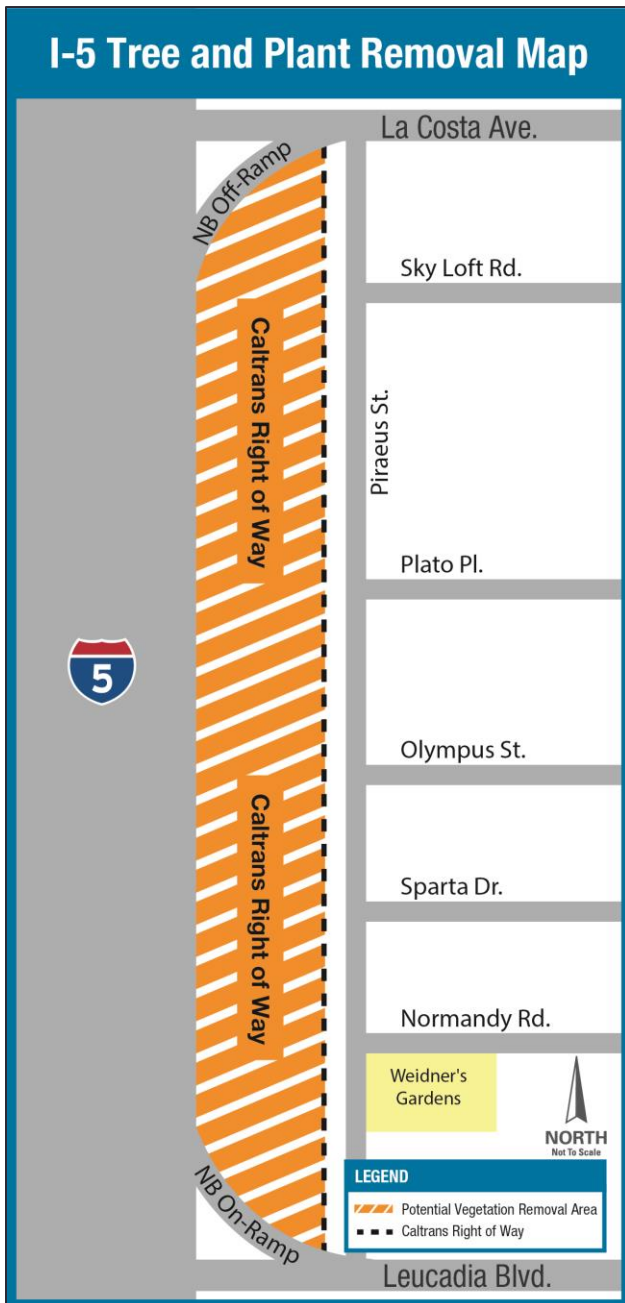 I-5 Tree and Plant Removal Map
La Costa Ave.
NB Off-Ramp
Sky Loft Rd.
Caltrans Right of Way
Piraeus St.
Plato Pl.
5
Olympus St.
Caltrans Right of Way
Sparta Dr.
Normandy Rd.
Weidner's
Gardens
NORTH
Not To Scale
LEGEND
Potential Vegetation Removal Area
Caltrans Right of Way
NB On-Ramp
Leucadia Blvd.